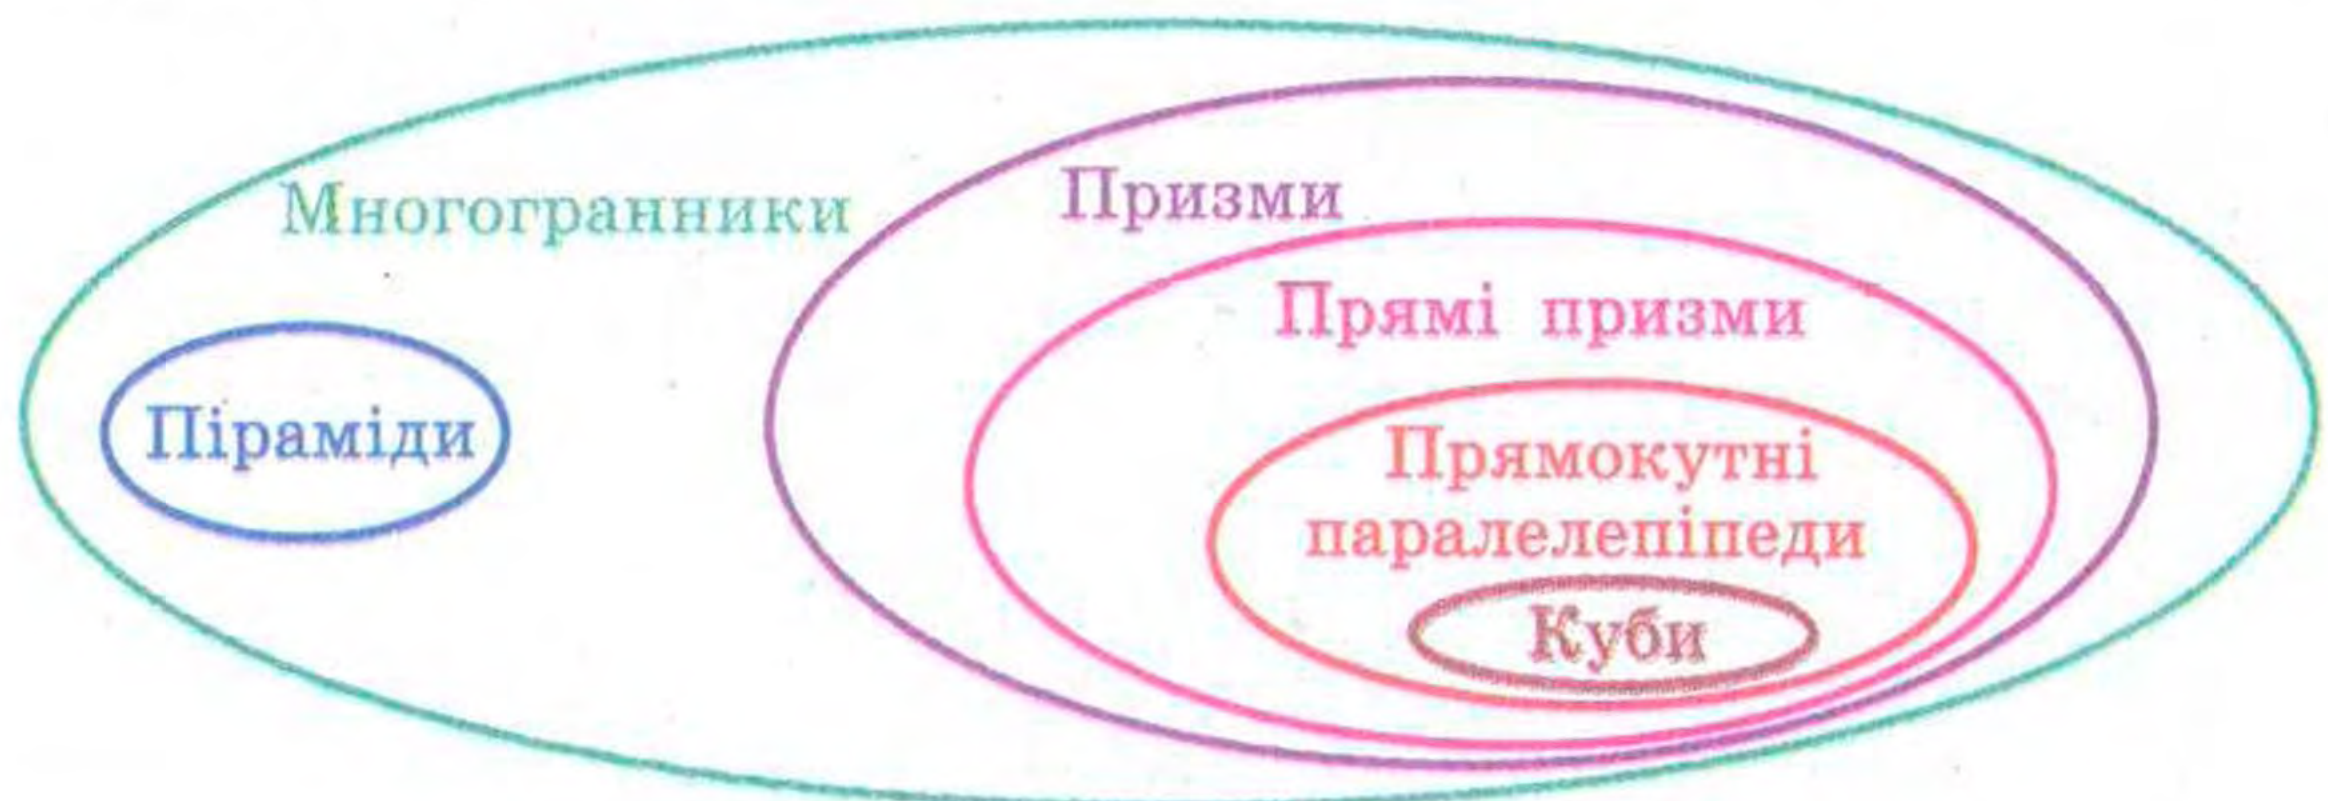 Многогранники
Призми
Прямі призми
Піраміди
Прямокутні
паралелепіпеди
Куби